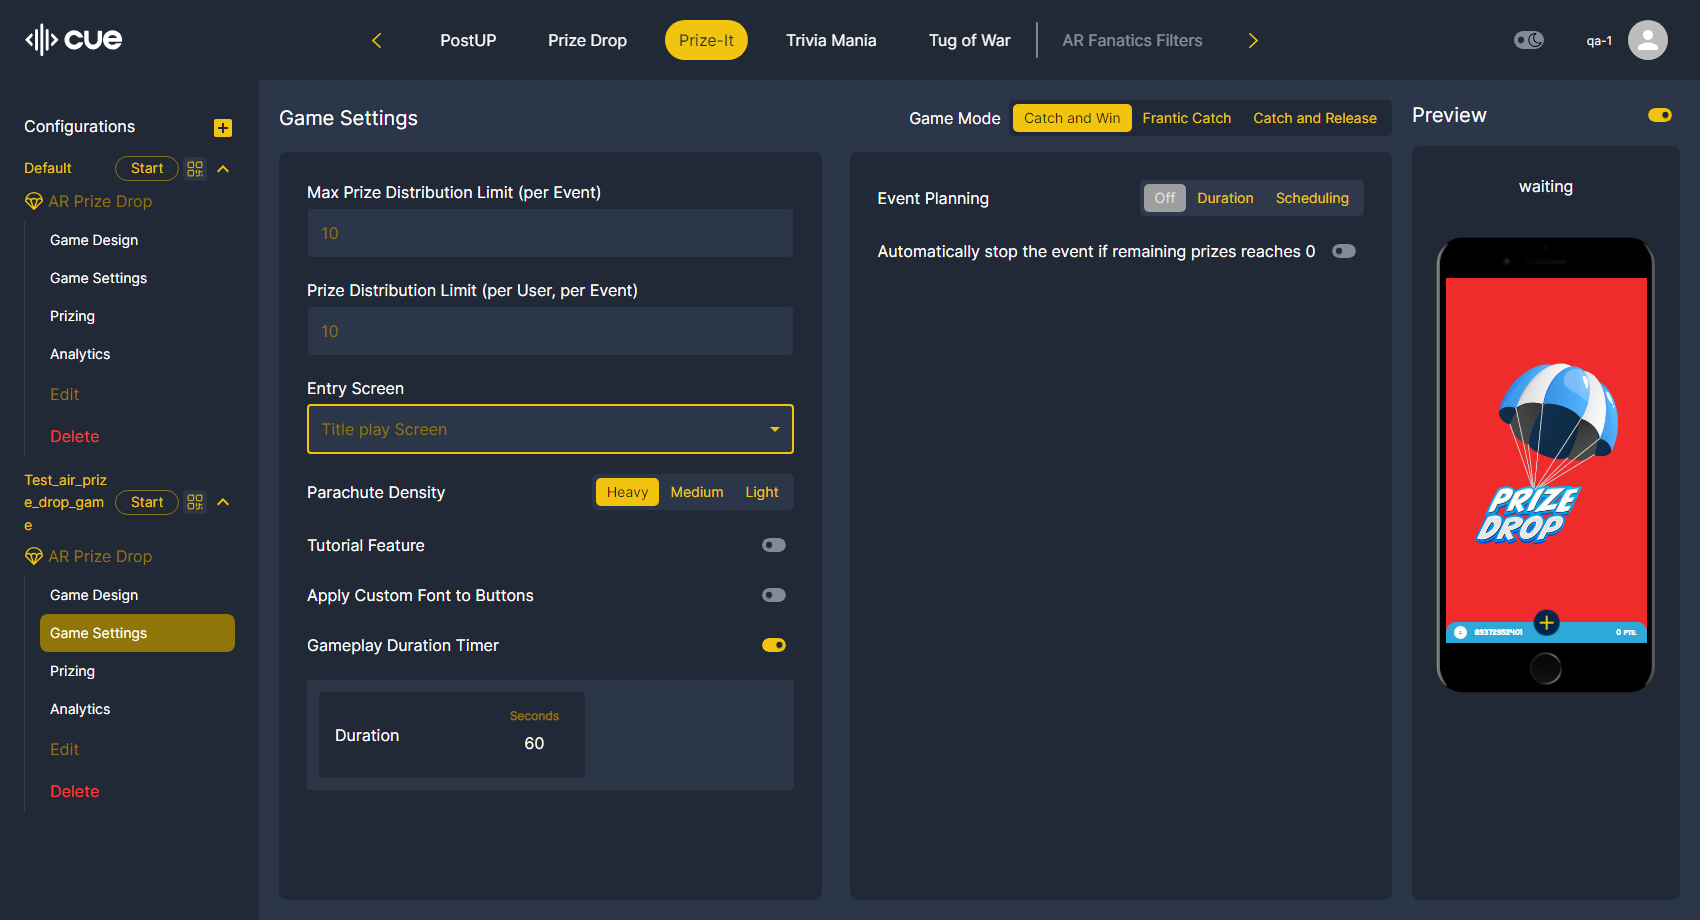 cue
PostUP
Prize Drop
Prize-It
Trivia Mania
Tug of War
AR Fanatics Filters
qa-1
Configurations
Default
Start
AR Prize Drop
Game Design
Game Settings
Prizing
Analytics
Edit
Delete
Test_air_priz
e_drop_gam
e
Start
AR Prize Drop
Game Design
Game Settings
Prizing
Analytics
Edit
Delete
Game Settings
Game Mode
Catch and Win
Frantic Catch
Catch and Release
Max Prize Distribution Limit (per Event)
10
Prize Distribution Limit (per User, per Event)
10
Entry Screen
Title play Screen
Parachute Density
Heavy
Medium
Light
Tutorial Feature
Apply Custom Font to Buttons
Gameplay Duration Timer
Duration
Seconds
60
Event Planning
Off
Duration
Scheduling
Automatically stop the event if remaining prizes reaches 0
Preview
waiting
PRIZE
DROP
89372952401
0 PTS.